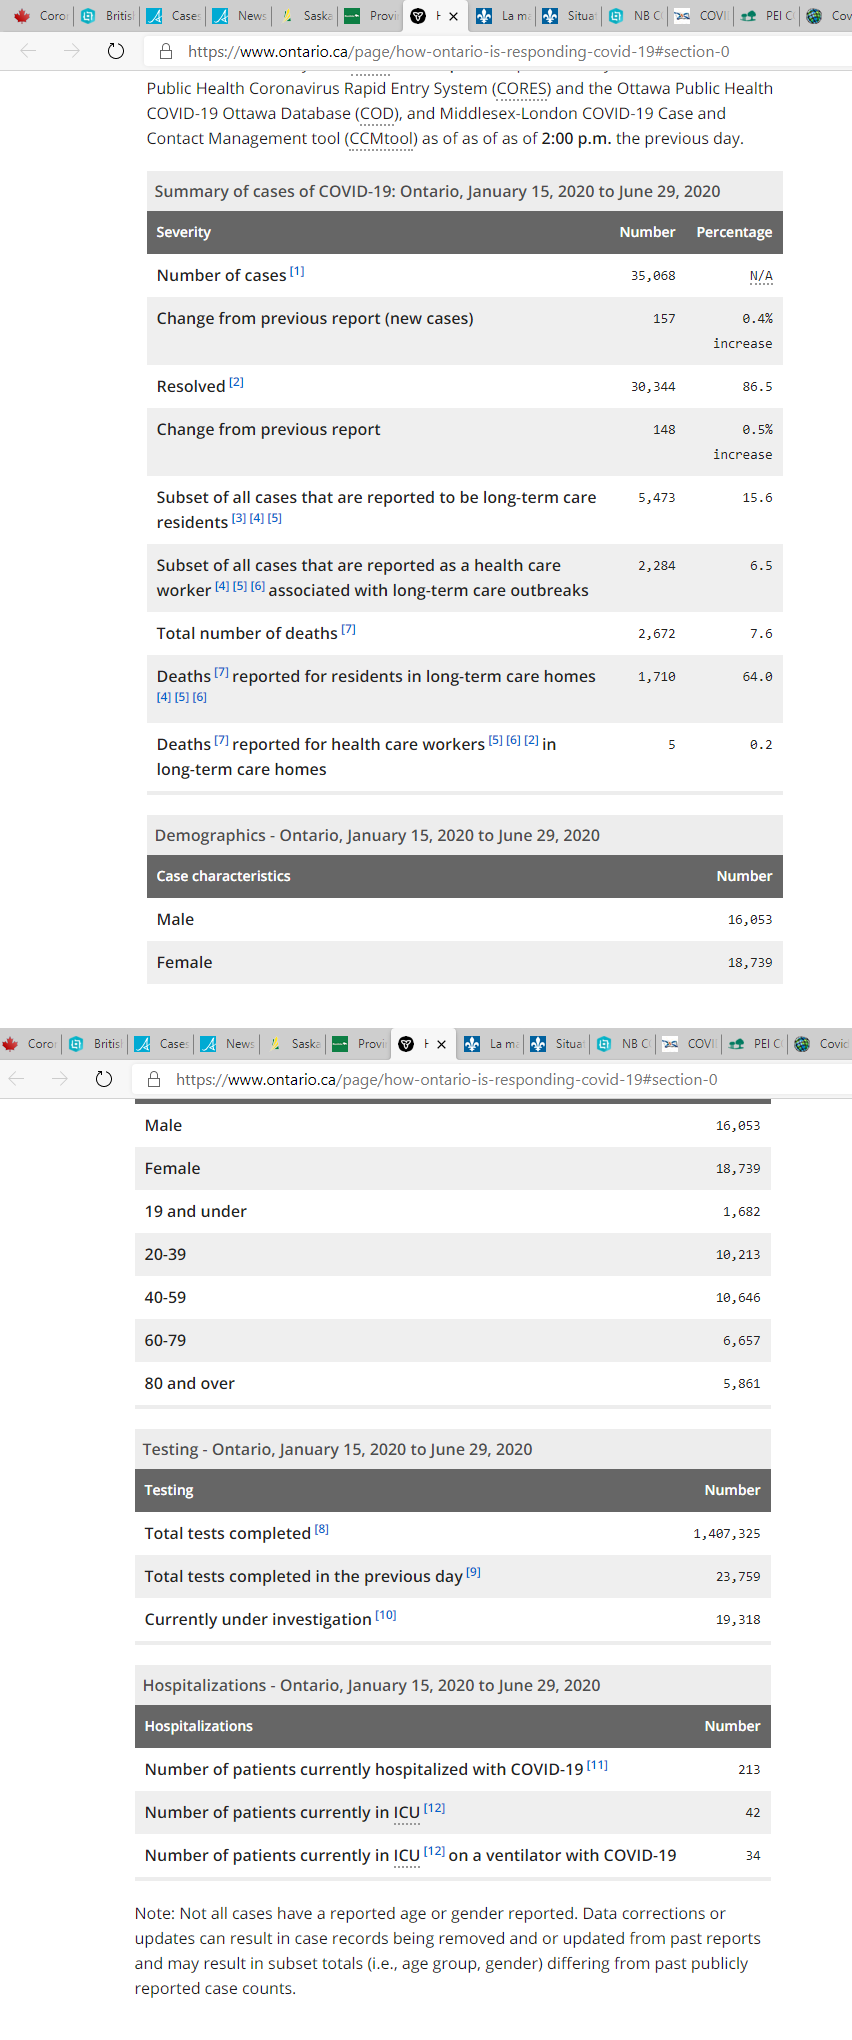 Coro
Britisl
Cases
News
Saska
Provi
H
La m
Situat
NB C
COVI
PEI C
Cov
https://www.ontario.ca/page/how-ontario-is-responding-covid-19#section-0
Public Health Coronavirus Rapid Entry System (CORES) and the Ottawa Public Health
COVID-19 Ottawa Database (COD), and Middlesex-London COVID-19 Case and
Contact Management tool (CCMtool) as of as of as of 2:00 p.m. the previous day.
Summary of cases of COVID-19: Ontario, January 15, 2020 to June 29, 2020
Severity Number Percentage
Number of cases [1] 35,068 N/A
Change from previous report (new cases) 157 0.4%
increase
Resolved [2] 30,344 86.5
Change from previous report 148 0.5%
increase
Subset of all cases that are reported to be long-term care 5,473 15.6
residents [3] [4] [5]
Subset of all cases that are reported as a health care 2,284 6.5
worker [4] [5] [6] associated with long-term care outbreaks
Total number of deaths [7] 2,672 7.6
Deaths [7] reported for residents in long-term care homes 1,710 64.0
[4] [5] [6]
Deaths [7] reported for health care workers [5] [6] [2] in 5 0.2
long-term care homes
Demographics - Ontario, January 15, 2020 to June 29, 2020
Case characteristics Number
Male 16,053
Female 18,739
Coro
Britisl
Cases
News
Saska
Provi
H
La ma
Situat
NB C
COVI
PEI C
Covid
https://www.ontario.ca/page/how-ontario-is-responding-covid-19#section-0
Male 16,053
Female 18,739
19 and under 1,682
20-39 10,213
40-59 10,646
60-79 6,657
80 and over 5,861
Testing - Ontario, January 15, 2020 to June 29, 2020
Testing Number
Total tests completed [8] 1,407,325
Total tests completed in the previous day [9] 23,759
Currently under investigation [10] 19,318
Hospitalizations - Ontario, January 15, 2020 to June 29, 2020
Hospitalizations Number
Number of patients currently hospitalized with COVID-19 [11] 213
Number of patients currently in ICU [12] 42
Number of patients currently in ICU [12] on a ventilator with COVID-19 34
Note: Not all cases have a reported age or gender reported. Data corrections or
updates can result in case records being removed and or updated from past reports
and may result in subset totals (i.e., age group, gender) differing from past publicly
reported case counts.